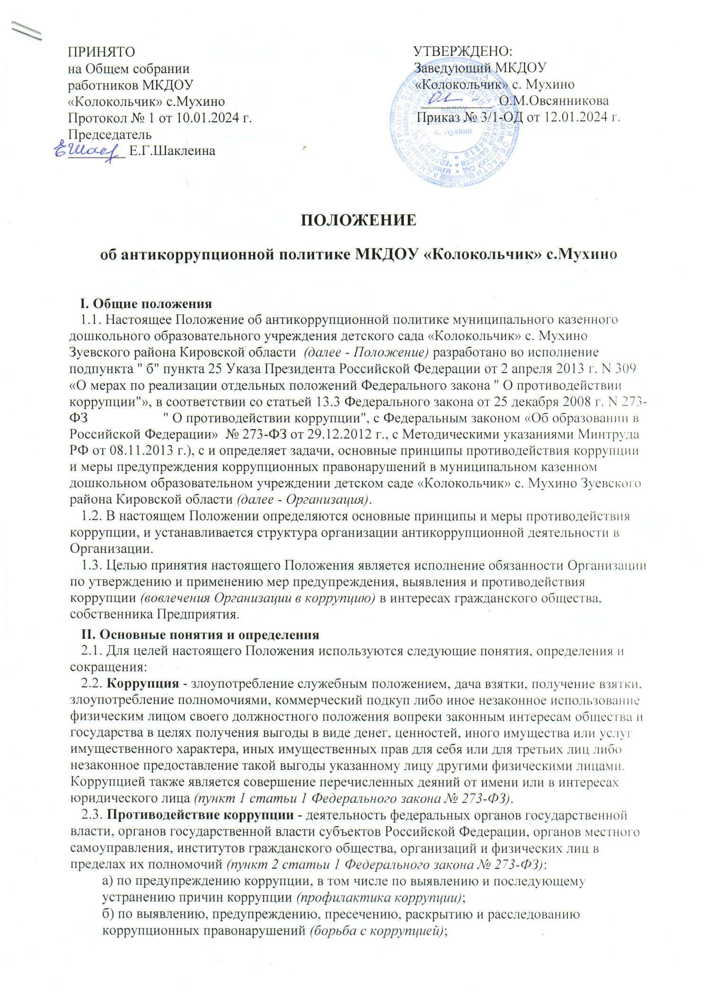 ПРИНЯТО
на Общем собрании
работников МКДОУ
«Колокольчик» с.Мухино
Протокол № 1 от 10.01.2024 г.
Председатель
Е.Г.Шаклеина
УТВЕРЖДЕНО:
Заведующий МКДОУ
«Колокольчик» с. Мухино
О.М.Овсянникова
Приказ № 3/1-ОД от 12.01.2024 г.
МКДОУ
с. Мухино
ПОЛОЖЕНИЕ
об антикоррупционной политике МКДОУ «Колокольчик» с.Мухино
I. Общие положения
1.1. Настоящее Положение об антикоррупционной политике муниципального казенного
дошкольного образовательного учреждения детского сада «Колокольчик» с. Мухино
Зуевского района Кировской области (далее - Положение) разработано во исполнение
подпункта " б" пункта 25 Указа Президента Российской Федерации от 2 апреля 2013 г. N 309
«О мерах по реализации отдельных положений Федерального закона " О противодействии
коррупции"», в соответствии со статьей 13.3 Федерального закона от 25 декабря 2008 г. N 273-
ФЗ " О противодействии коррупции", с Федеральным законом «Об образовании в
Российской Федерации» № 273-ФЗ от 29.12.2012 г., с Методическими указаниями Минтруда
РФ от 08.11.2013 г.), с и определяет задачи, основные принципы противодействия коррупции
и меры предупреждения коррупционных правонарушений в муниципальном казенном
дошкольном образовательном учреждении детском саде «Колокольчик» с. Мухино Зуевского
района Кировской области (далее - Организация).
1.2. В настоящем Положении определяются основные принципы и меры противодействия
коррупции, и устанавливается структура организации антикоррупционной деятельности в
Организации.
1.3. Целью принятия настоящего Положения является исполнение обязанности Организации
по утверждению и применению мер предупреждения, выявления и противодействия
коррупции (вовлечения Организации в коррупцию) в интересах гражданского общества,
собственника Предприятия.
II. Основные понятия и определения
2.1. Для целей настоящего Положения используются следующие понятия, определения и
сокращения:
2.2. Коррупция - злоупотребление служебным положением, дача взятки, получение взятки,
злоупотребление полномочиями, коммерческий подкуп либо иное незаконное использование
физическим лицом своего должностного положения вопреки законным интересам общества и
государства в целях получения выгоды в виде денег, ценностей, иного имущества или услуг
имущественного характера, иных имущественных прав для себя или для третьих лиц либо
незаконное предоставление такой выгоды указанному лицу другими физическими лицами.
Коррупцией также является совершение перечисленных деяний от имени или в интересах
юридического лица (пункт 1 статьи 1 Федерального закона № 273-ФЗ).
2.3. Противодействие коррупции - деятельность федеральных органов государственной
власти, органов государственной власти субъектов Российской Федерации, органов местного
самоуправления, институтов гражданского общества, организаций и физических лиц в
пределах их полномочий (пункт 2 статьи 1 Федерального закона № 273-ФЗ):
а) по предупреждению коррупции, в том числе по выявлению и последующему
устранению причин коррупции (профилактика коррупции);
б) по выявлению, предупреждению, пресечению, раскрытию и расследованию
коррупционных правонарушений (борьба с коррупцией);